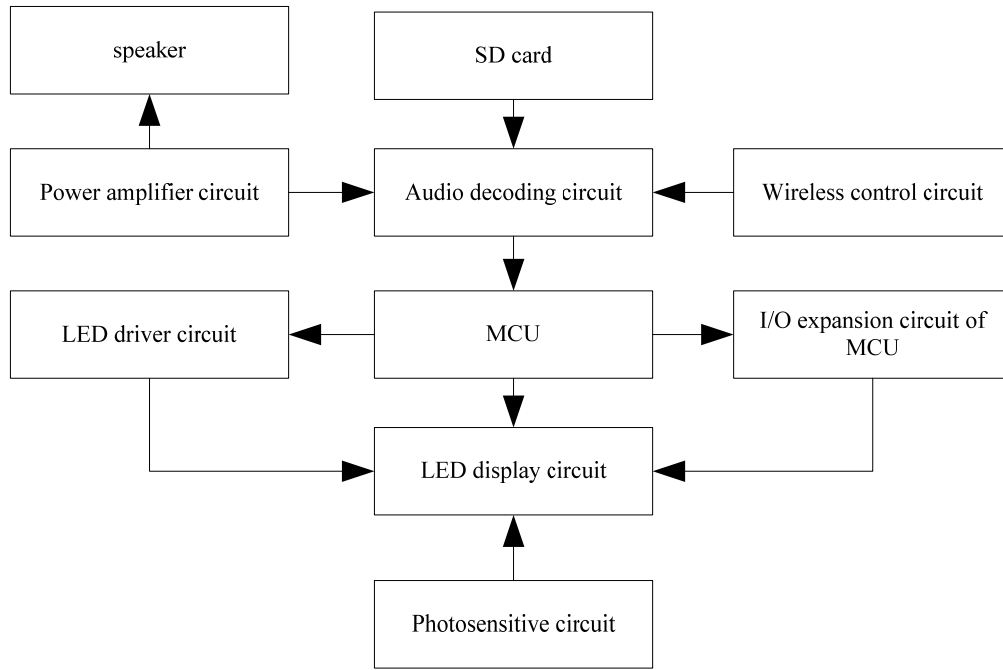 speaker
SD card
Power amplifier circuit
Audio decoding circuit
Wireless control circuit
LED driver circuit
MCU
I/O expansion circuit of
MCU
LED display circuit
Photosensitive circuit